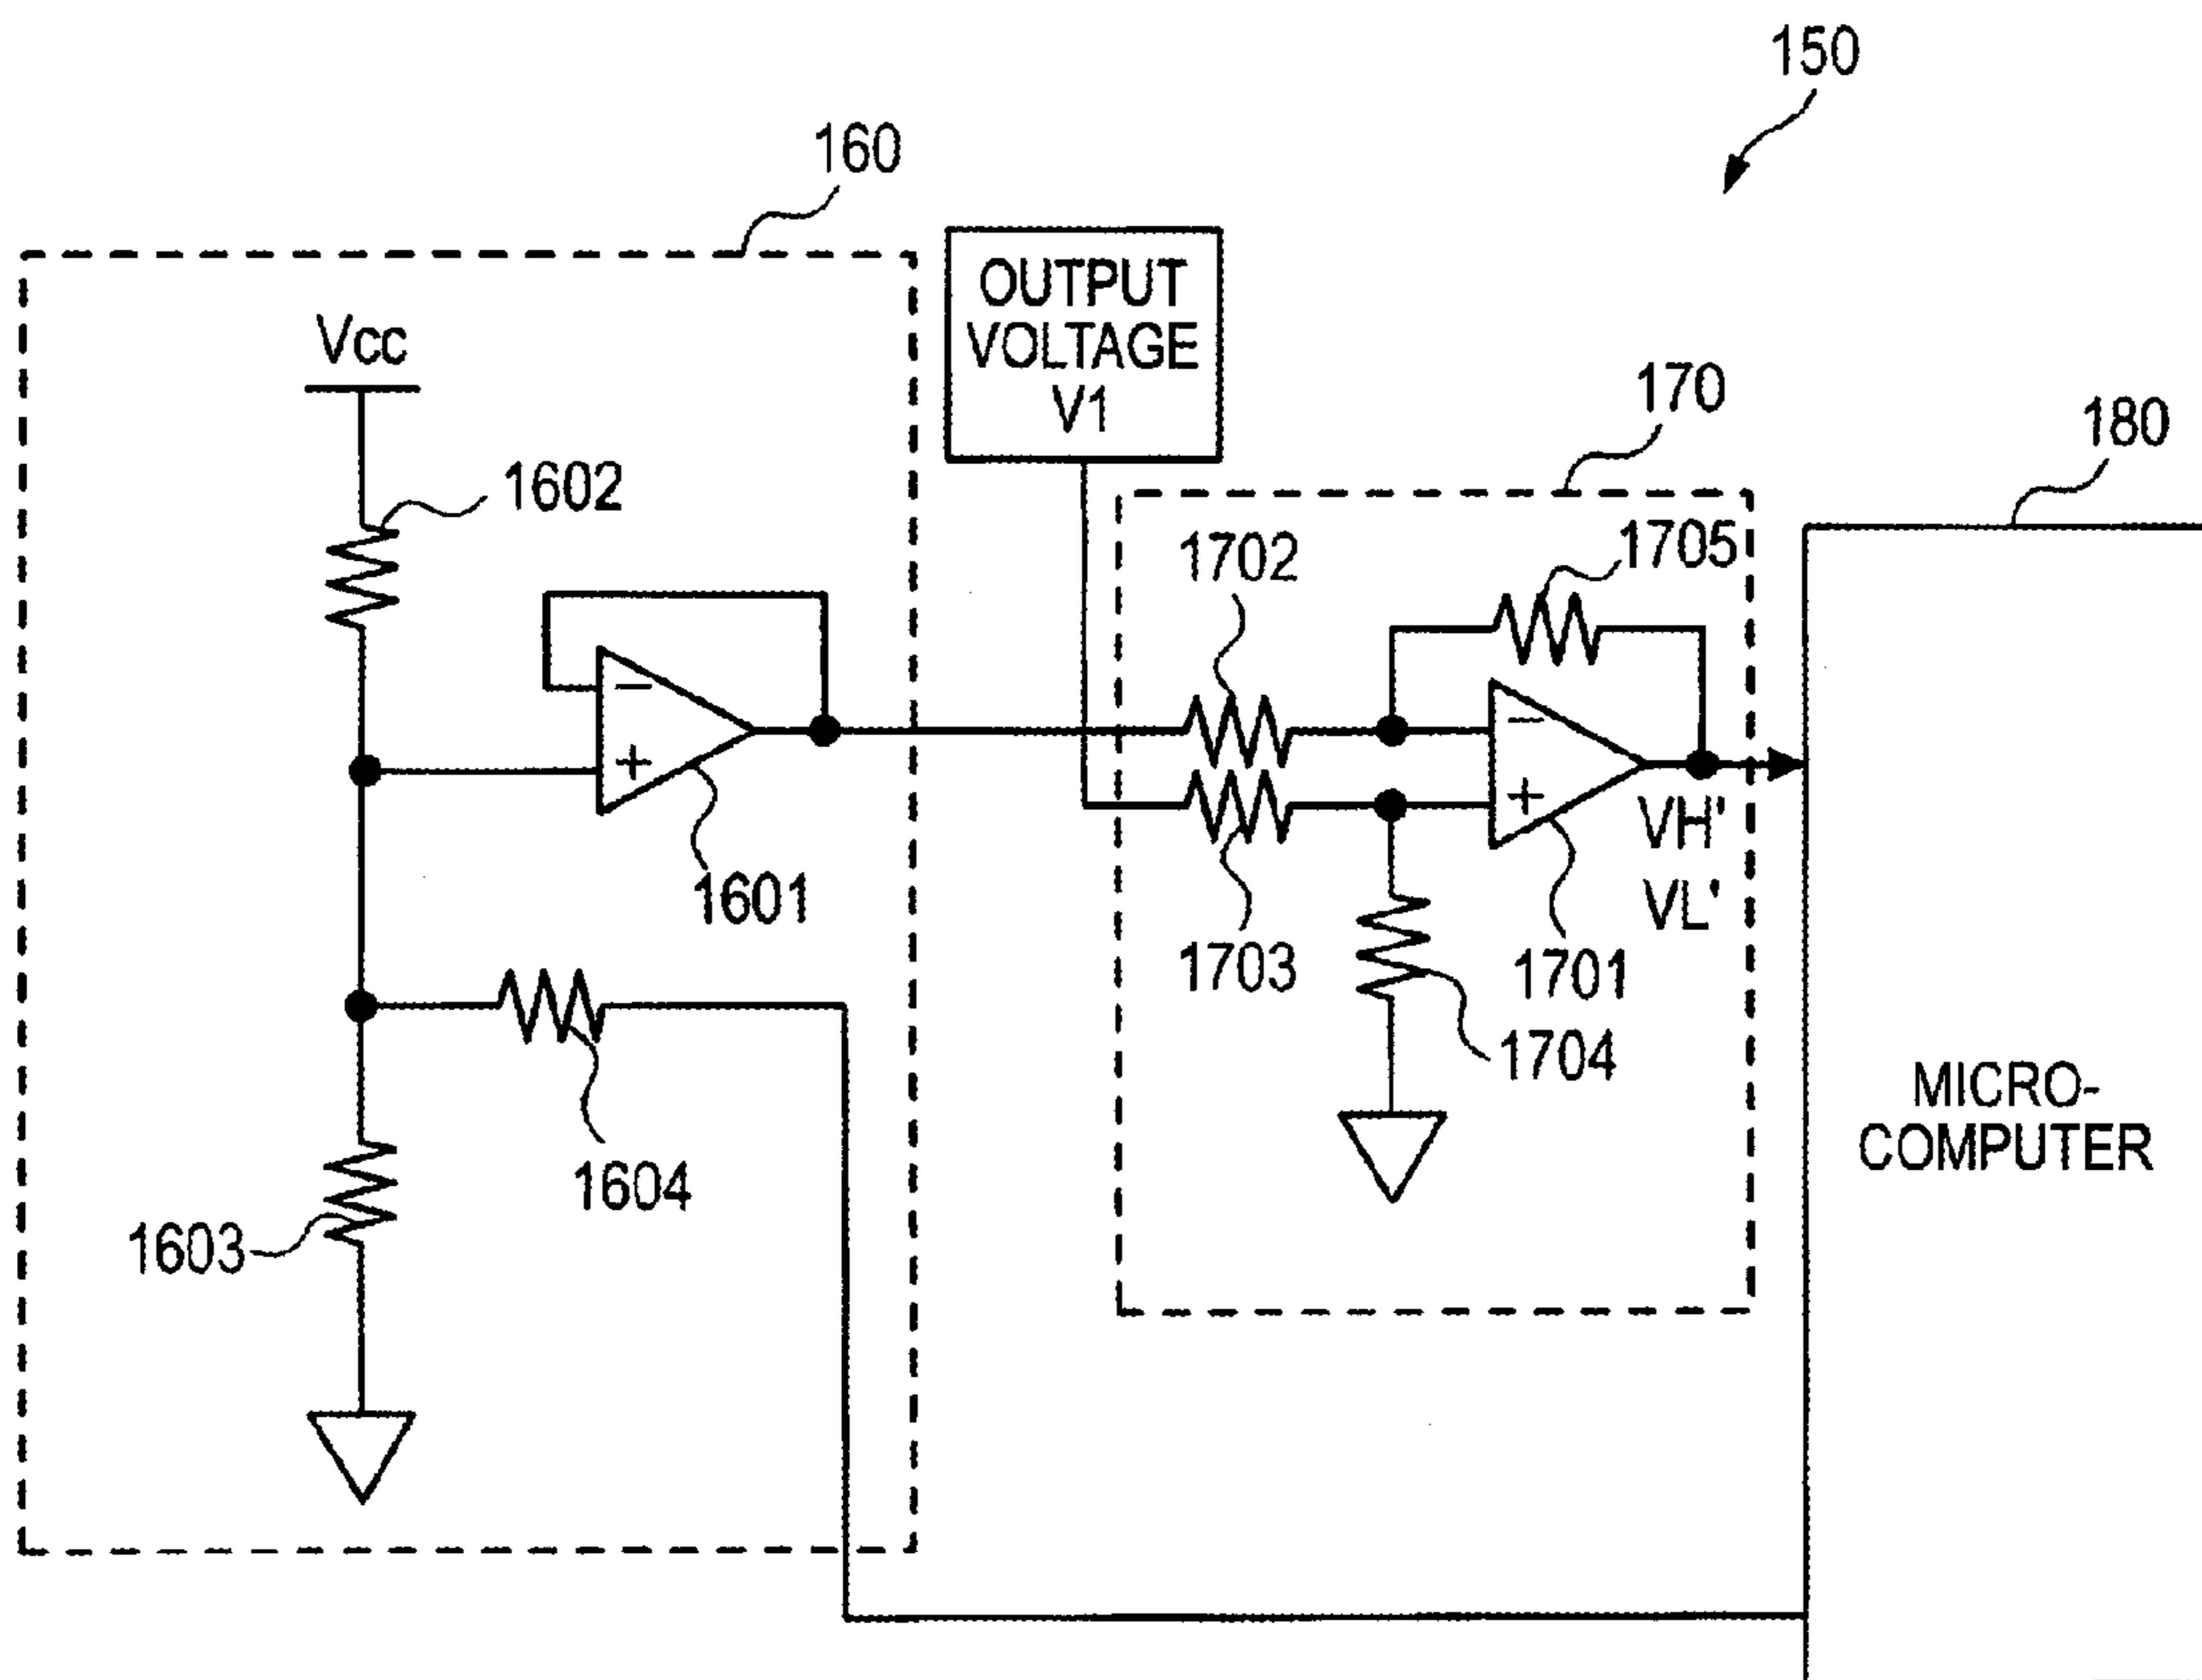 150
160
OUTPUT
VOLTAGE
V1
Vcc
170
180
1602
1702
1705
−
+
−
+
1601
VH'
VL'
1703
1701
1704
1604
1603
MICRO-
COMPUTER